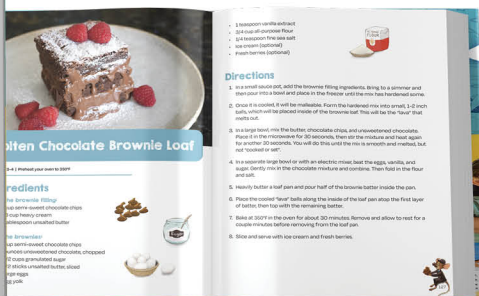 olten Chocolate Brownie Loaf
Preheat your oven to 350°F
redients
he brownie filling:
cup semi-sweet chocolate chips
cup heavy cream
ablespoon unsalted butter
he brownies:
cup semi-sweet chocolate chips
ounces unsweetened chocolate, chopped
cups granulated sugar
sticks unsalted butter, sliced
arge eggs
yolk
1 teaspoon vanilla extract
3/4 cup all-purpose flour
1/4 teaspoon fine sea salt
Ice cream (optional)
Fresh berries (optional)
Directions
1. In a small sauce pot, add the brownie filling ingredients. Bring to a simmer and
then pour into a bowl and place in the freezer until the mix has hardened some.
2. Once it is cooled, it will be malleable. Form the hardened mix into small, 1-2 inch
balls, which will be placed inside of the brownie loaf. This will be the "lava" that
melts out.
3. In a large bowl, mix the butter, chocolate chips, and unsweetened chocolate.
Place it in the microwave for 30 seconds, then stir the mixture and heat again
for another 30 seconds. You will do this until the mix is smooth and melted, but
not "cooked or set".
4. In a separate large bowl or with an electric mixer, beat the eggs, vanilla, and
sugar. Gently mix in the chocolate mixture and combine. Then fold in the flour
and salt.
5. Heavily butter a loaf pan and pour half of the brownie batter inside the pan.
6. Place the cooled "lava" balls along the inside of the loaf pan atop the first layer
of batter, then top with the remaining batter.
7. Bake at 350°F in the oven for about 30 minutes. Remove and allow to rest for a
couple minutes before removing from the loaf pan.
8. Slice and serve with ice cream and fresh berries.